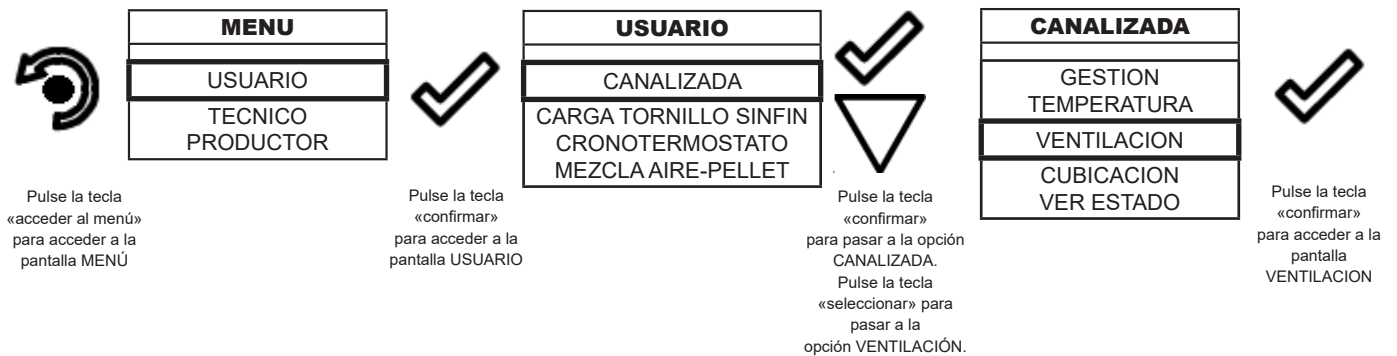 MENU
USUARIO
TECNICO
PRODUCTOR
Pulse la tecla
«acceder al menú»
para acceder a la
pantalla MENÚ
Pulse la tecla
«confirmar»
para acceder a la
pantalla USUARIO
USUARIO
CANALIZADA
CARGA TORNILLO SINFIN
CRONOTERMOSTATO
MEZCLA AIRE-PELLET
Pulse la tecla
«confirmar»
para pasar a la opción
CANALIZADA.
Pulse la tecla
«seleccionar» para
pasar a la
opción VENTILACIÓN.
CANALIZADA
GESTION
TEMPERATURA
VENTILACION
CUBICACION
VER ESTADO
Pulse la tecla
«confirmar»
para acceder a la
pantalla
VENTILACION